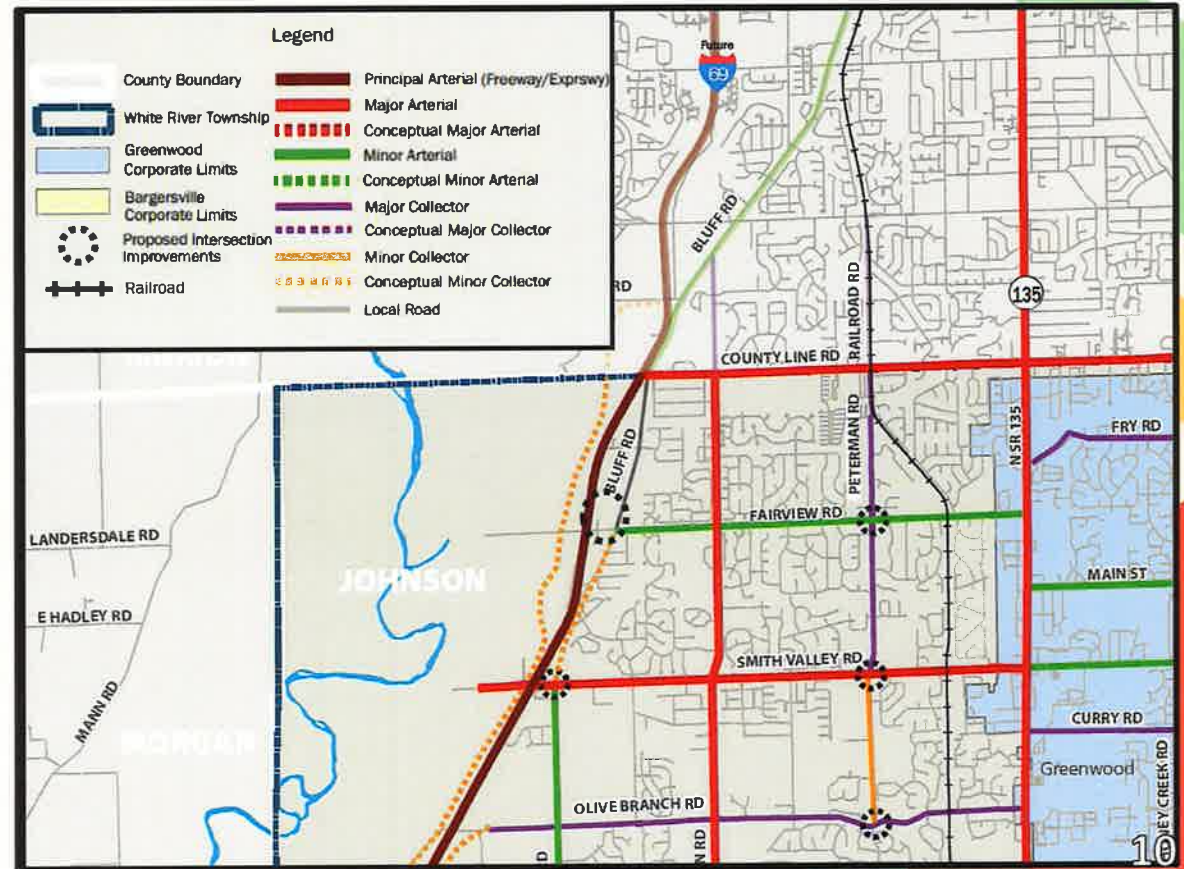 Legend
County Boundary
White River Township
Greenwood
Corporate Limits
Bargersville
Corporate Limits
Proposed Intersection
Improvements
Railroad
Principal Arterial (Freeway/Exprswy)
Major Arterial
Conceptual Major Arterial
Minor Arterial
Conceptual Minor Arterial
Major Collector
Conceptual Major Collector
Minor Collector
Conceptual Minor Collector
Local Road
Future
69
BLUFF RD
RD
RAILROAD RD
135
COUNTY LINE RD
PETERMAN RD
N SR 135
FRY RD
BLUFF RD
FAIRVIEW RD
LANDERSDALE RD
JOHNSON
MAIN ST
E HADLEY RD
SMITH VALLEY RD
MANN RD
MORGAN
CURRY RD
Greenwood
OLIVE BRANCH RD
NEY CREEK RD
D
N RD
10